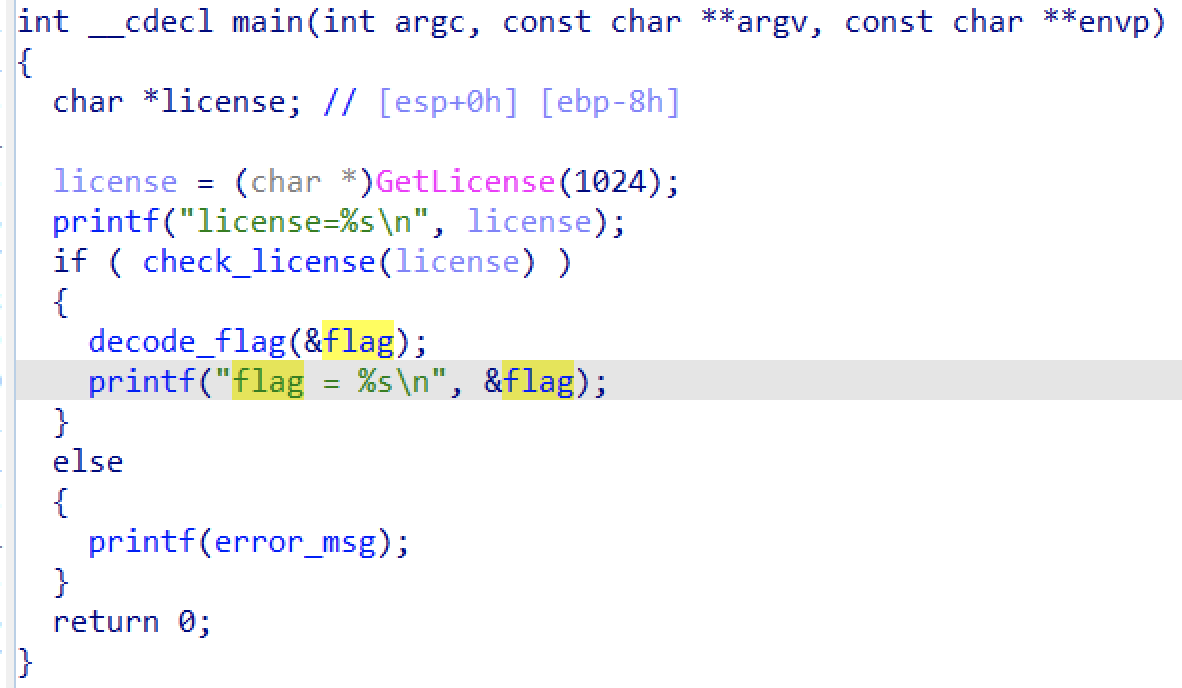 int __cdecl main(int argc, const char **argv, const char **envp)
{
  char *license; // [esp+0h] [ebp-8h]

  license = (char *)GetLicense(1024);
  printf("license=%s\n", license);
  if ( check_license(license) )
  {
    decode_flag(&flag);
    printf("flag = %s\n", &flag);
  }
  else
  {
    printf(error_msg);
  }
  return 0;
}